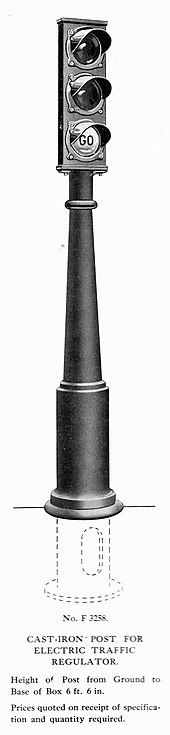 GO
No. F 3258.
CAST-IRON POST FOR
ELECTRIC TRAFFIC
REGULATOR.
Height of Post from Ground to
Base of Box 6 ft. 6 in.
Prices quoted on receipt of specifica-
tion and quantity required.